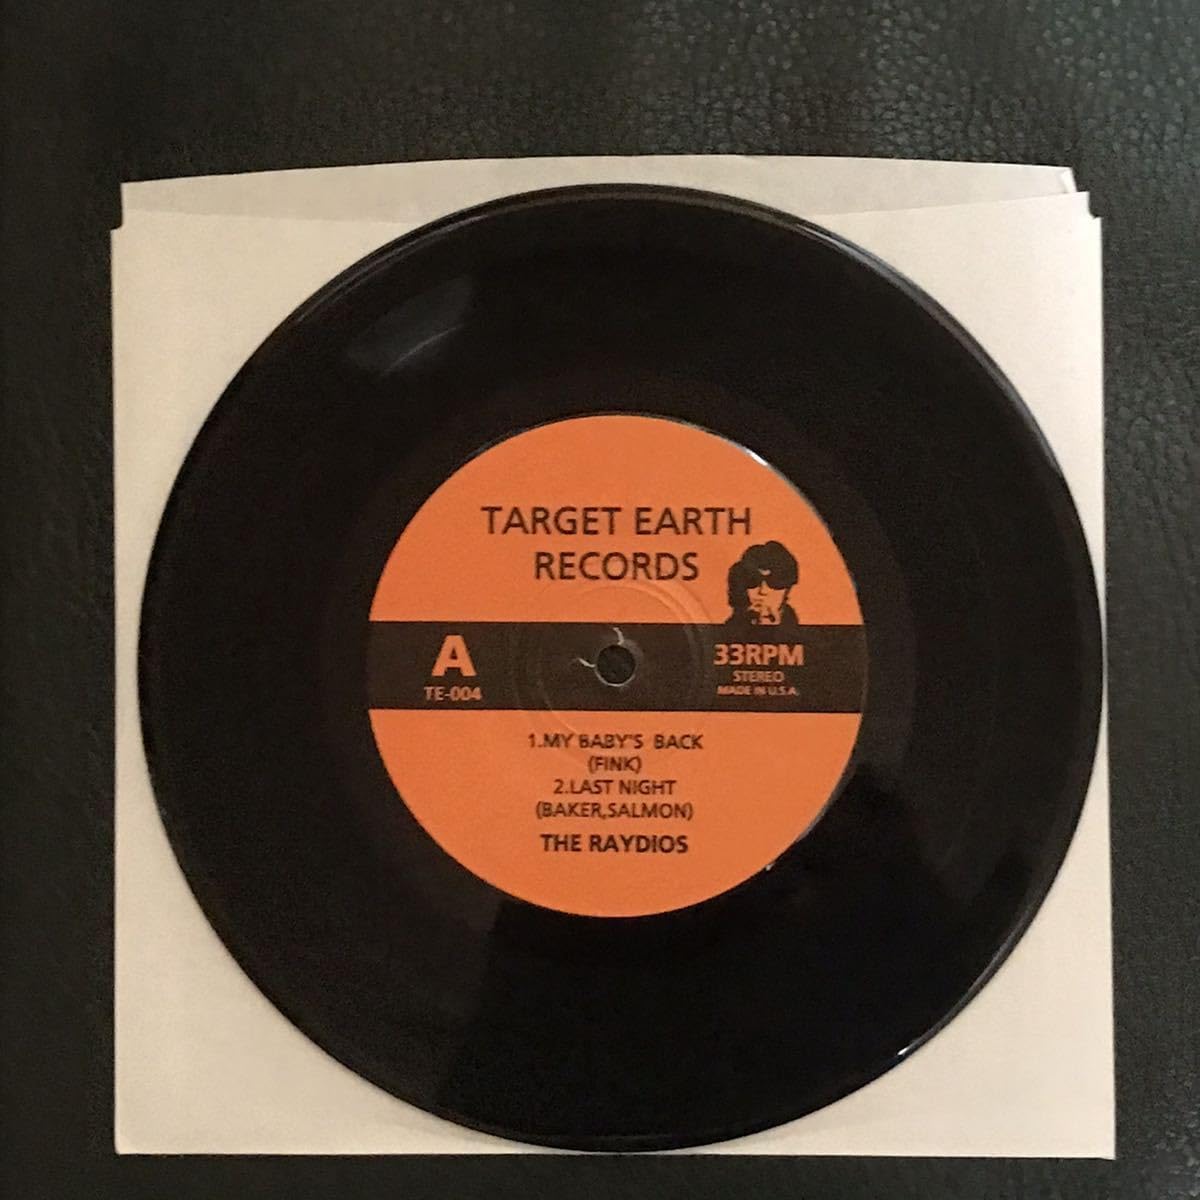 TARGET EARTH
RECORDS
A
TE-004
33RPM
STEREO
MADE IN U.S.A.
1.MY BABY'S BACK
(FINK)
2.LAST NIGHT
(BAKER,SALMON)
THE RAYDIOS